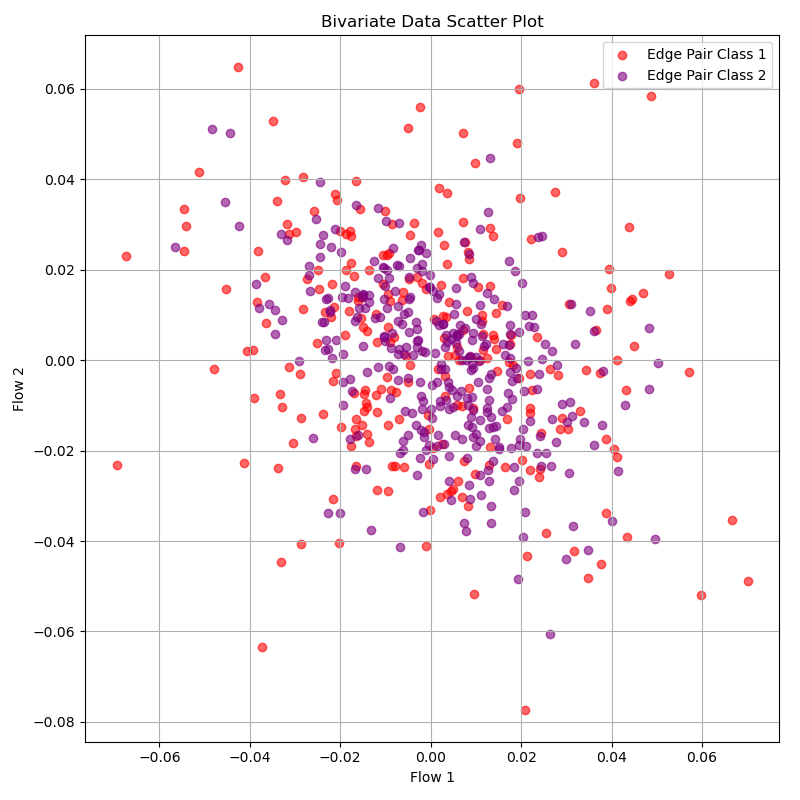 Bivariate Data Scatter Plot
Edge Pair Class 1
Edge Pair Class 2
0.06
0.04
0.02
0.00
−0.02
−0.04
−0.06
−0.08
Flow 2
−0.06 −0.04 −0.02 0.00 0.02 0.04 0.06
Flow 1